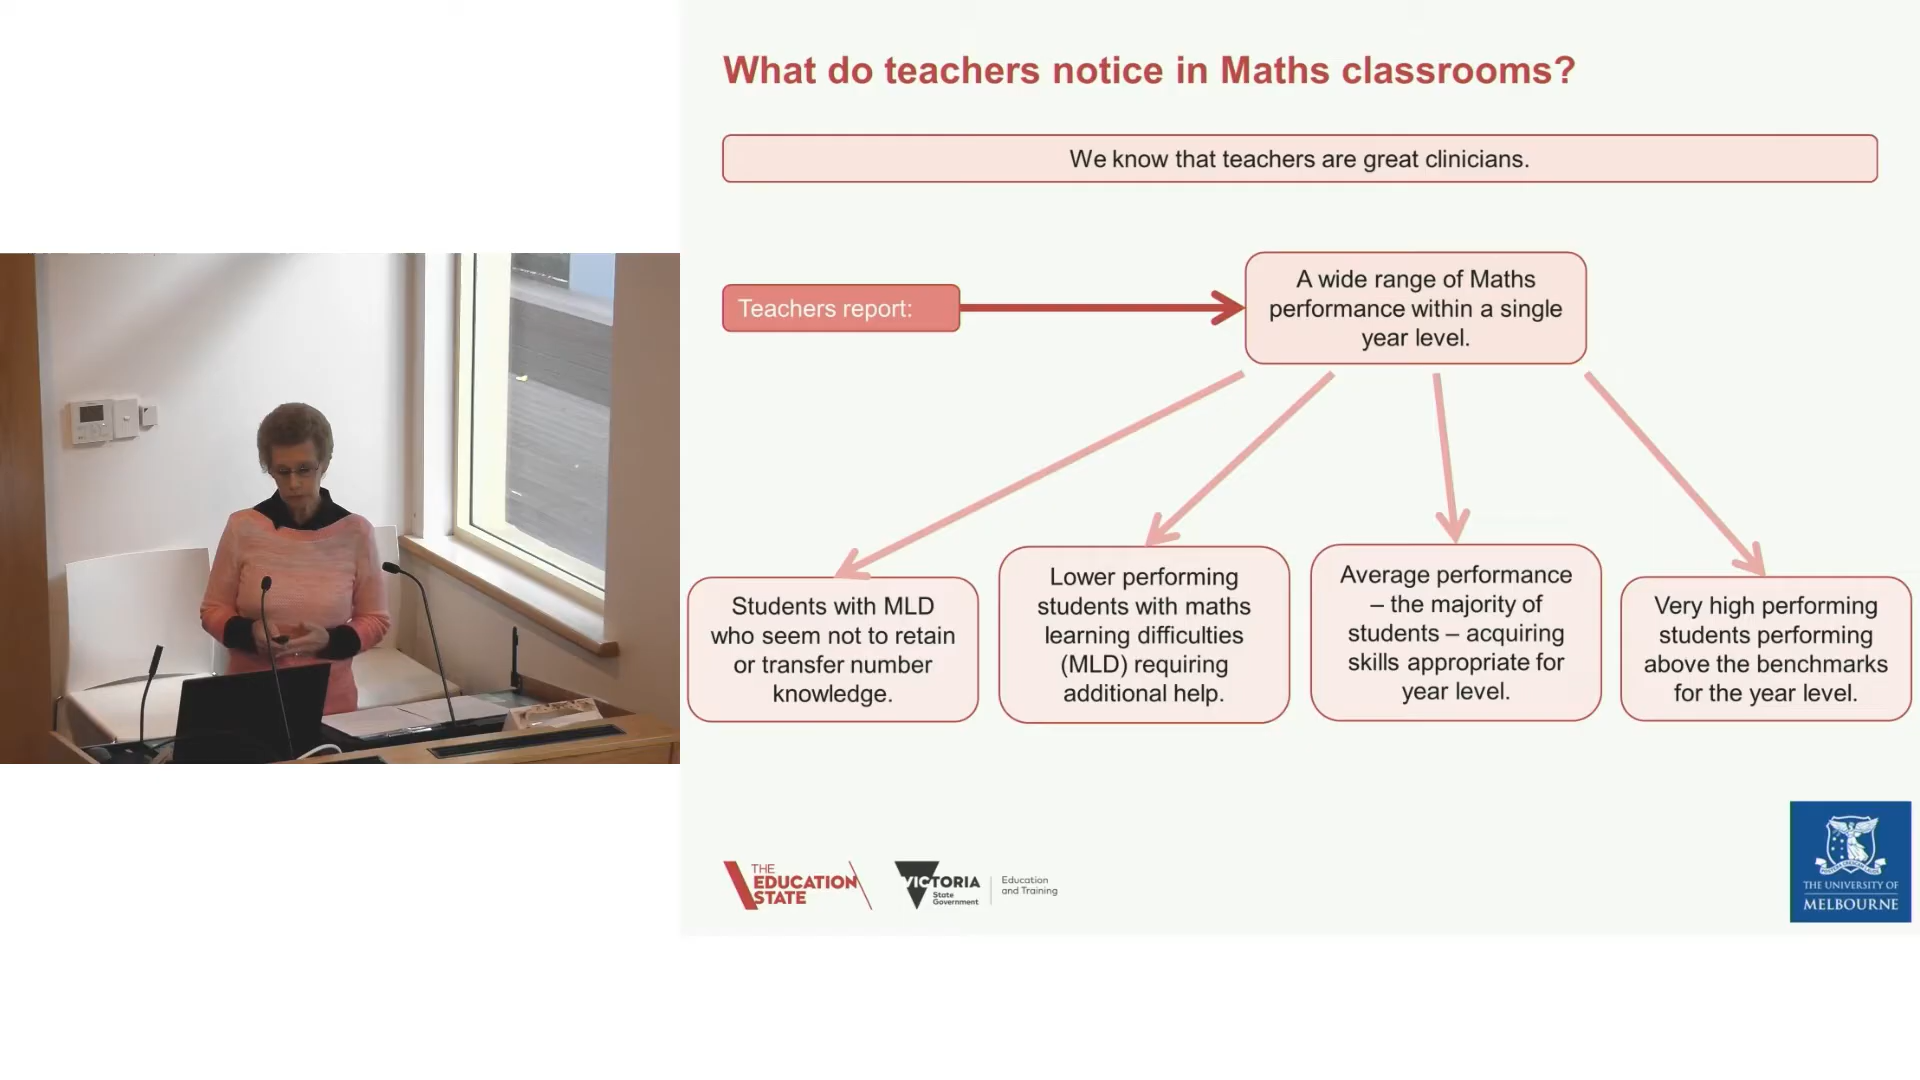 What do teachers notice in Maths classrooms?
We know that teachers are great clinicians.
Teachers report:
A wide range of Maths
performance within a single
year level.
Students with MLD
who seem not to retain
or transfer number
knowledge.
Lower performing
students with maths
learning difficulties
(MLD) requiring
additional help.
Average performance
– the majority of
students – acquiring
skills appropriate for
year level.
Very high performing
students performing
above the benchmarks
for the year level.
THE
EDUCATION
STATE
VICTORIA
State
Government
Education
and Training
THE UNIVERSITY OF
MELBOURNE